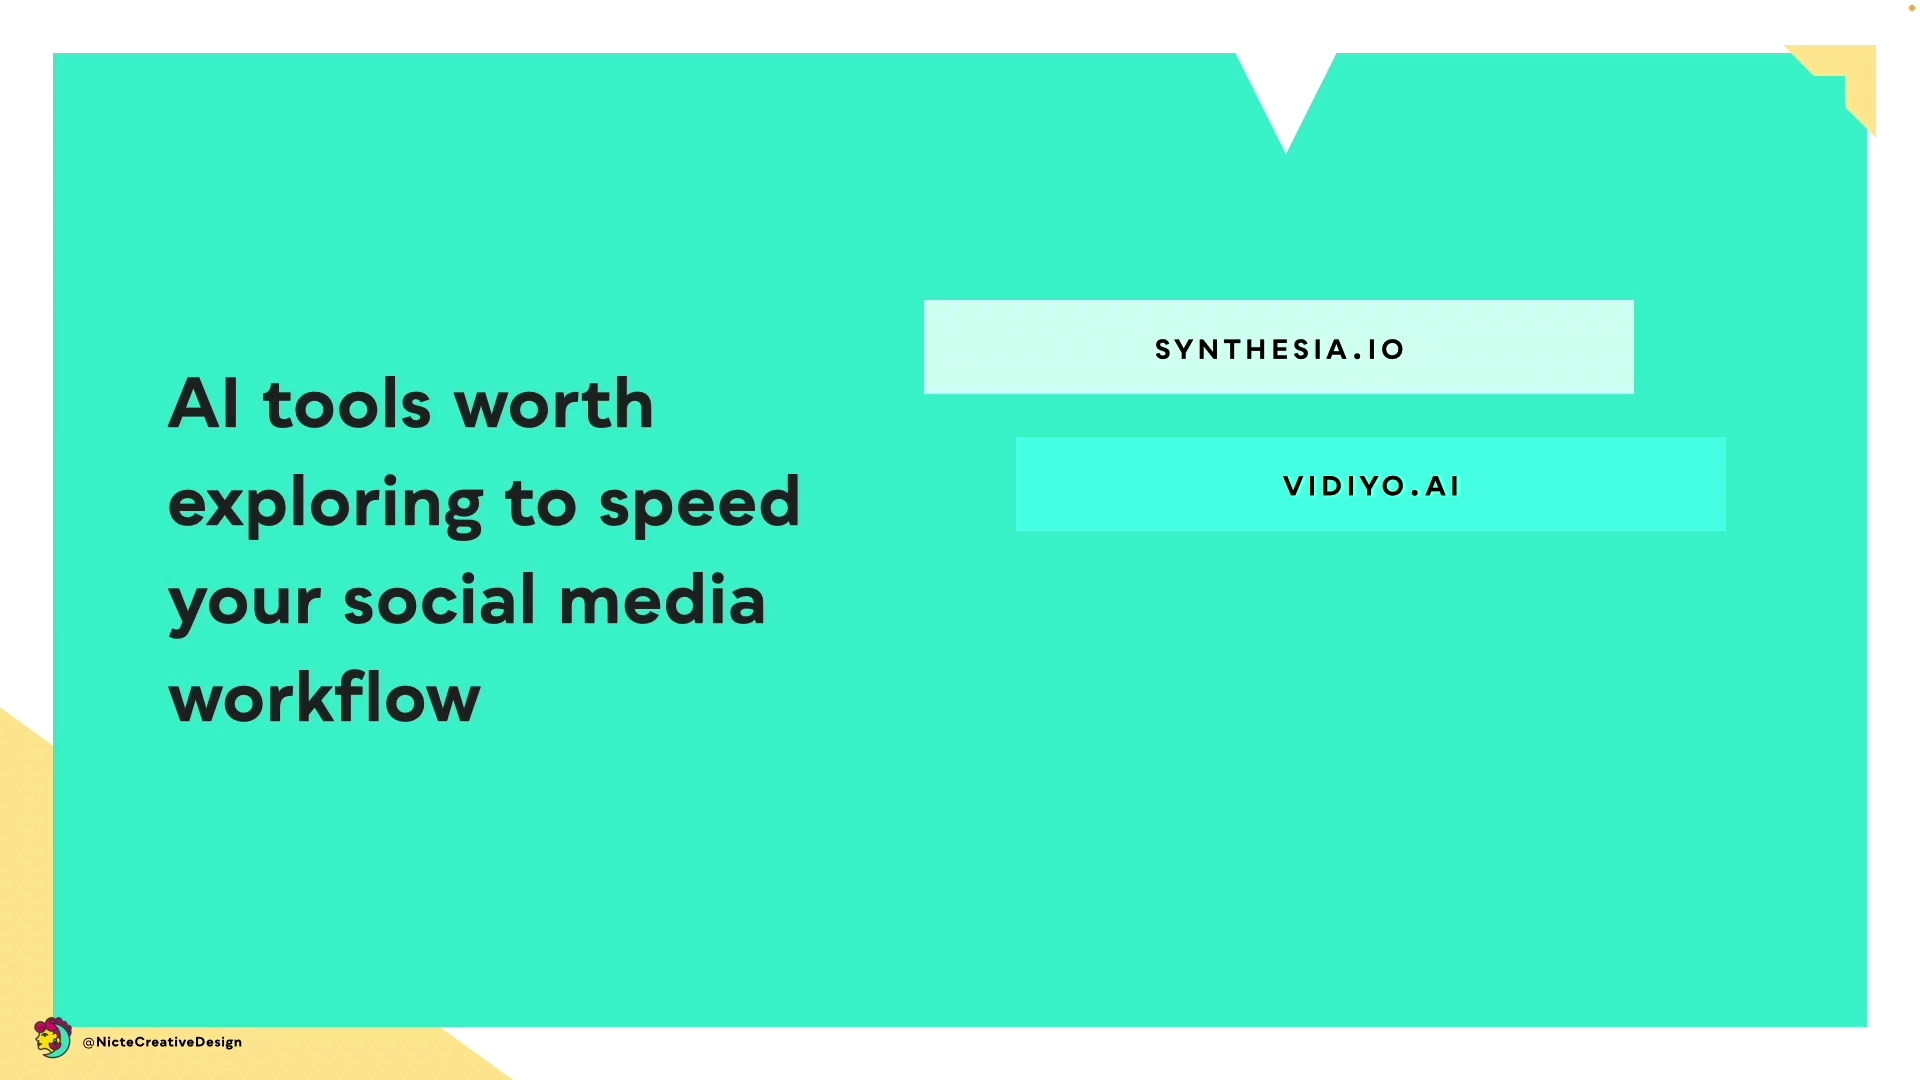 AI tools worth
exploring to speed
your social media
workflow
SYNTHESIA.IO
VIDIYO.AI
@NicteCreativeDesign